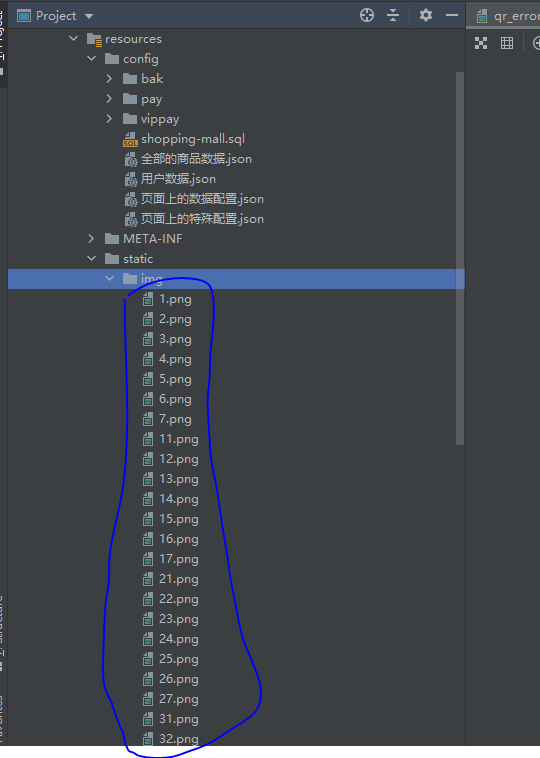 Project
qr_error
resources
config
bak
pay
vippay
shopping-mall.sql
全部的商品数据.json
用户数据.json
页面上的数据配置.json
页面上的特殊配置.json
META-INF
static
img
1.png
2.png
3.png
4.png
5.png
6.png
7.png
11.png
12.png
13.png
14.png
15.png
16.png
17.png
21.png
22.png
23.png
24.png
25.png
26.png
27.png
31.png
32.png